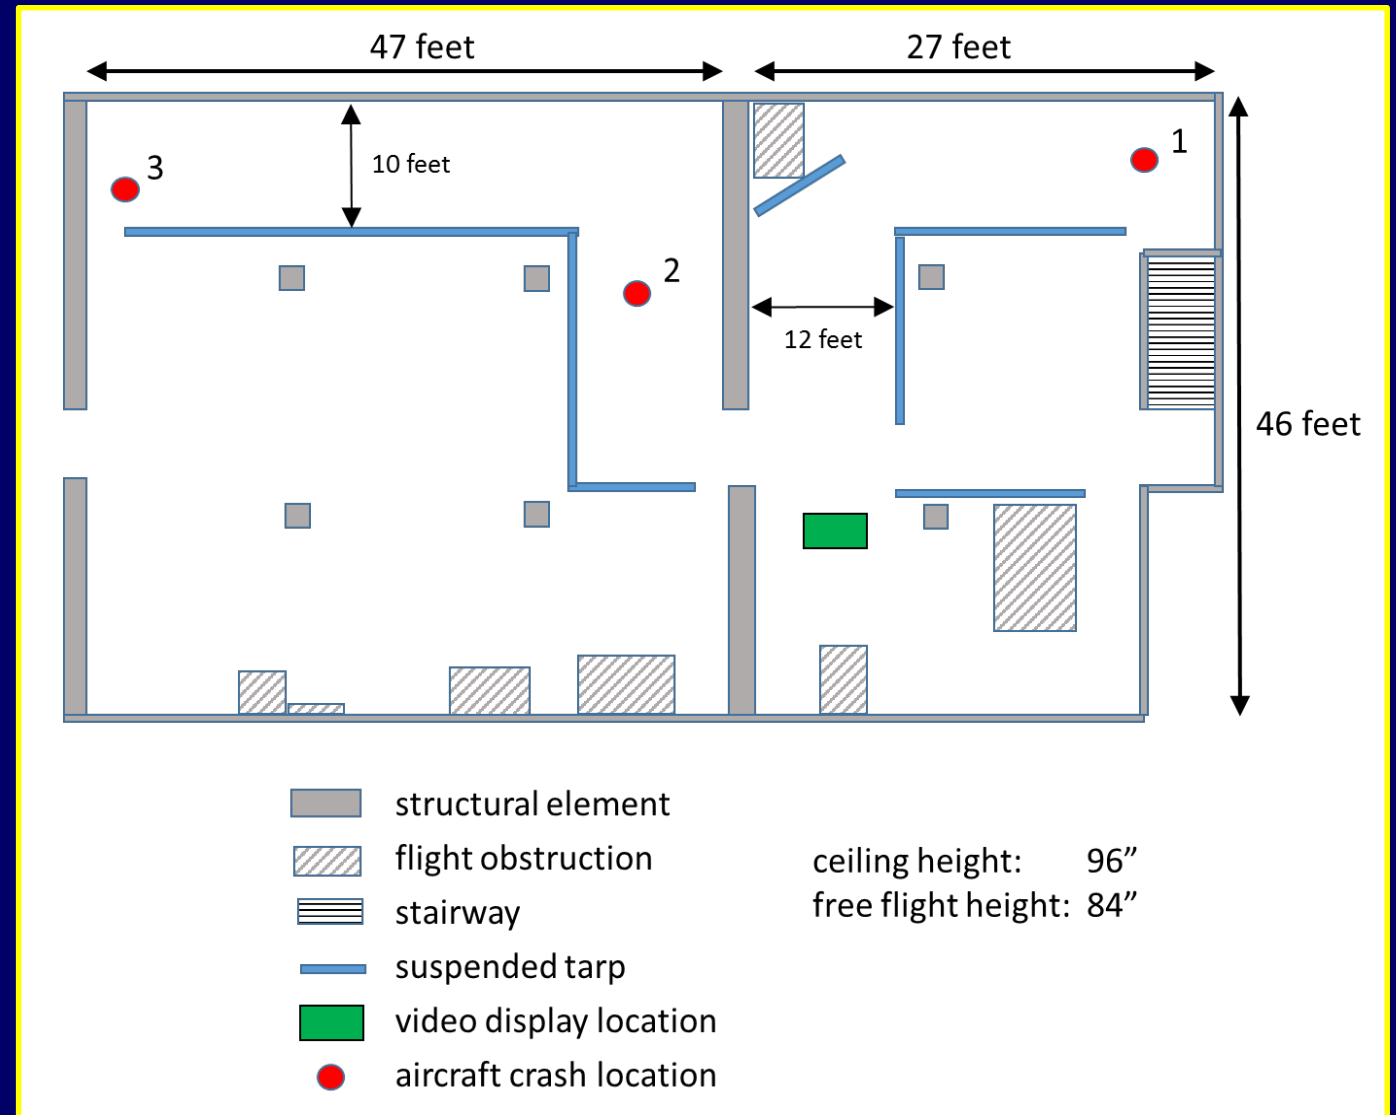 47 feet
27 feet
3
10 feet
1
2
12 feet
46 feet
structural element
flight obstruction
stairway
suspended tarp
video display location
aircraft crash location
ceiling height: 96”
free flight height: 84”